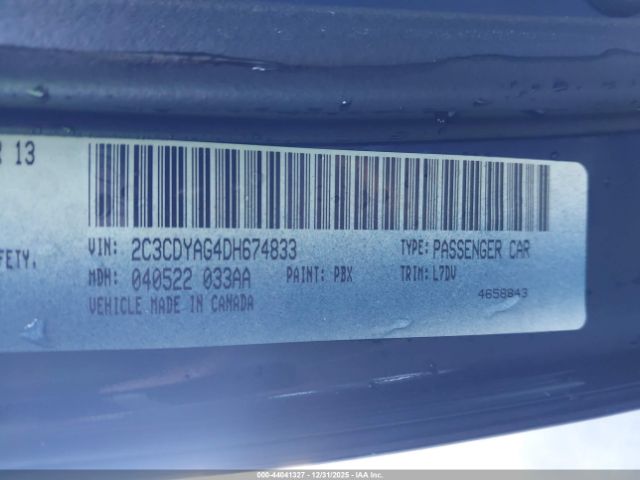 R 13
VIN: 2C3CDYAG4DH674833 TYPE: PASSENGER CAR
FETY.
MDH: 040522 033AA PAINT: PBX TRIM: L7DV
VEHICLE MADE IN CANADA 4658843
000-44041327 - 12/31/2025 - IAA Inc.